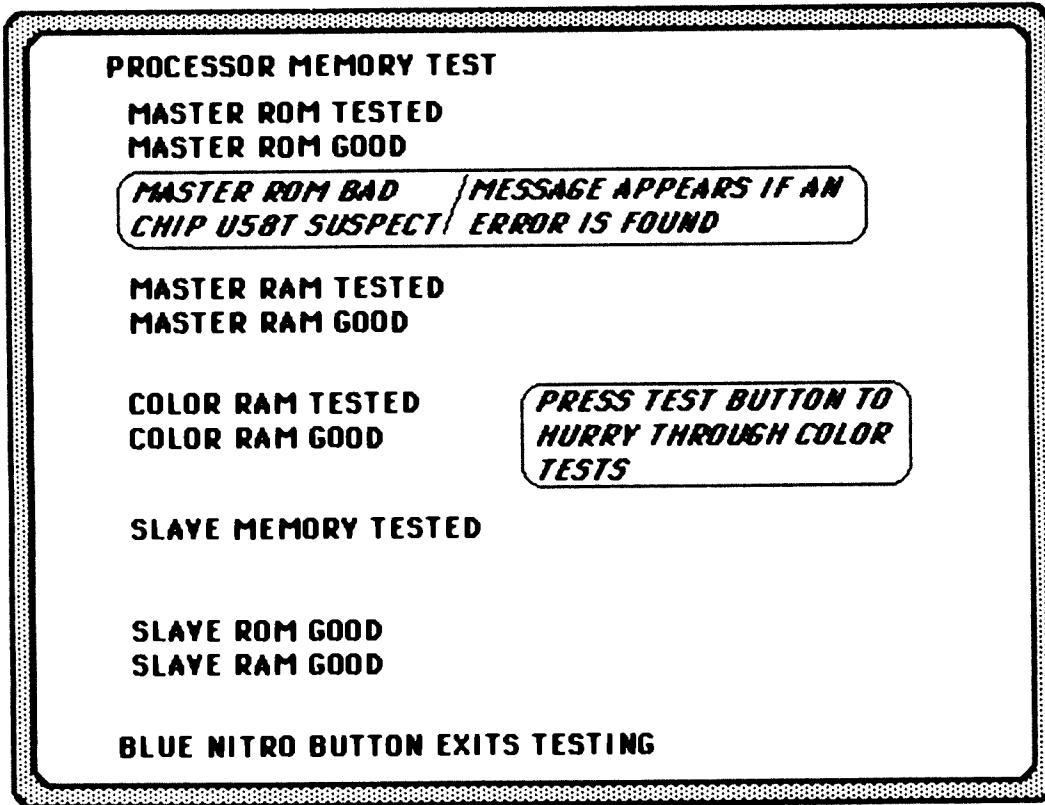 PROCESSOR MEMORY TEST
MASTER ROM TESTED
MASTER ROM GOOD
MASTER ROM BAD / MESSAGE APPEARS IF AN
CHIP U58T SUSPECT / ERROR IS FOUND
MASTER RAM TESTED
MASTER RAM GOOD
COLOR RAM TESTED
COLOR RAM GOOD
PRESS TEST BUTTON TO
HURRY THROUGH COLOR
TESTS
SLAVE MEMORY TESTED
SLAVE ROM GOOD
SLAVE RAM GOOD
BLUE NITRO BUTTON EXITS TESTING